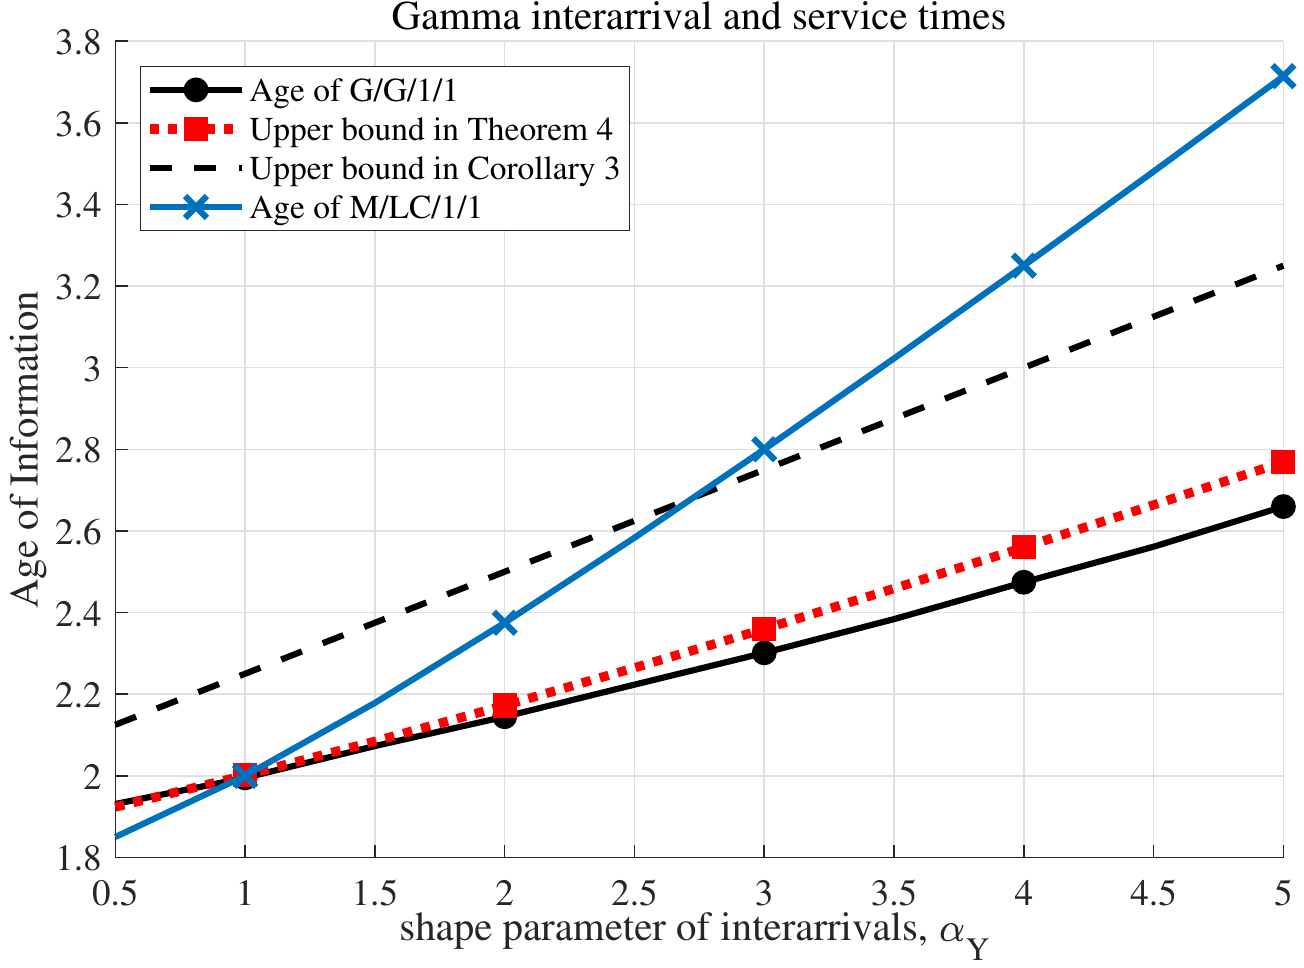 Gamma interarrival and service times
3.8
3.6
3.4
3.2
3
2.8
2.6
2.4
2.2
2
1.8
Age of G/G/1/1
Upper bound in Theorem 4
Upper bound in Corollary 3
Age of M/LC/1/1
Age of Information
0.5 1 1.5 2 2.5 3 3.5 4 4.5 5
shape parameter of interarrivals, α_Y